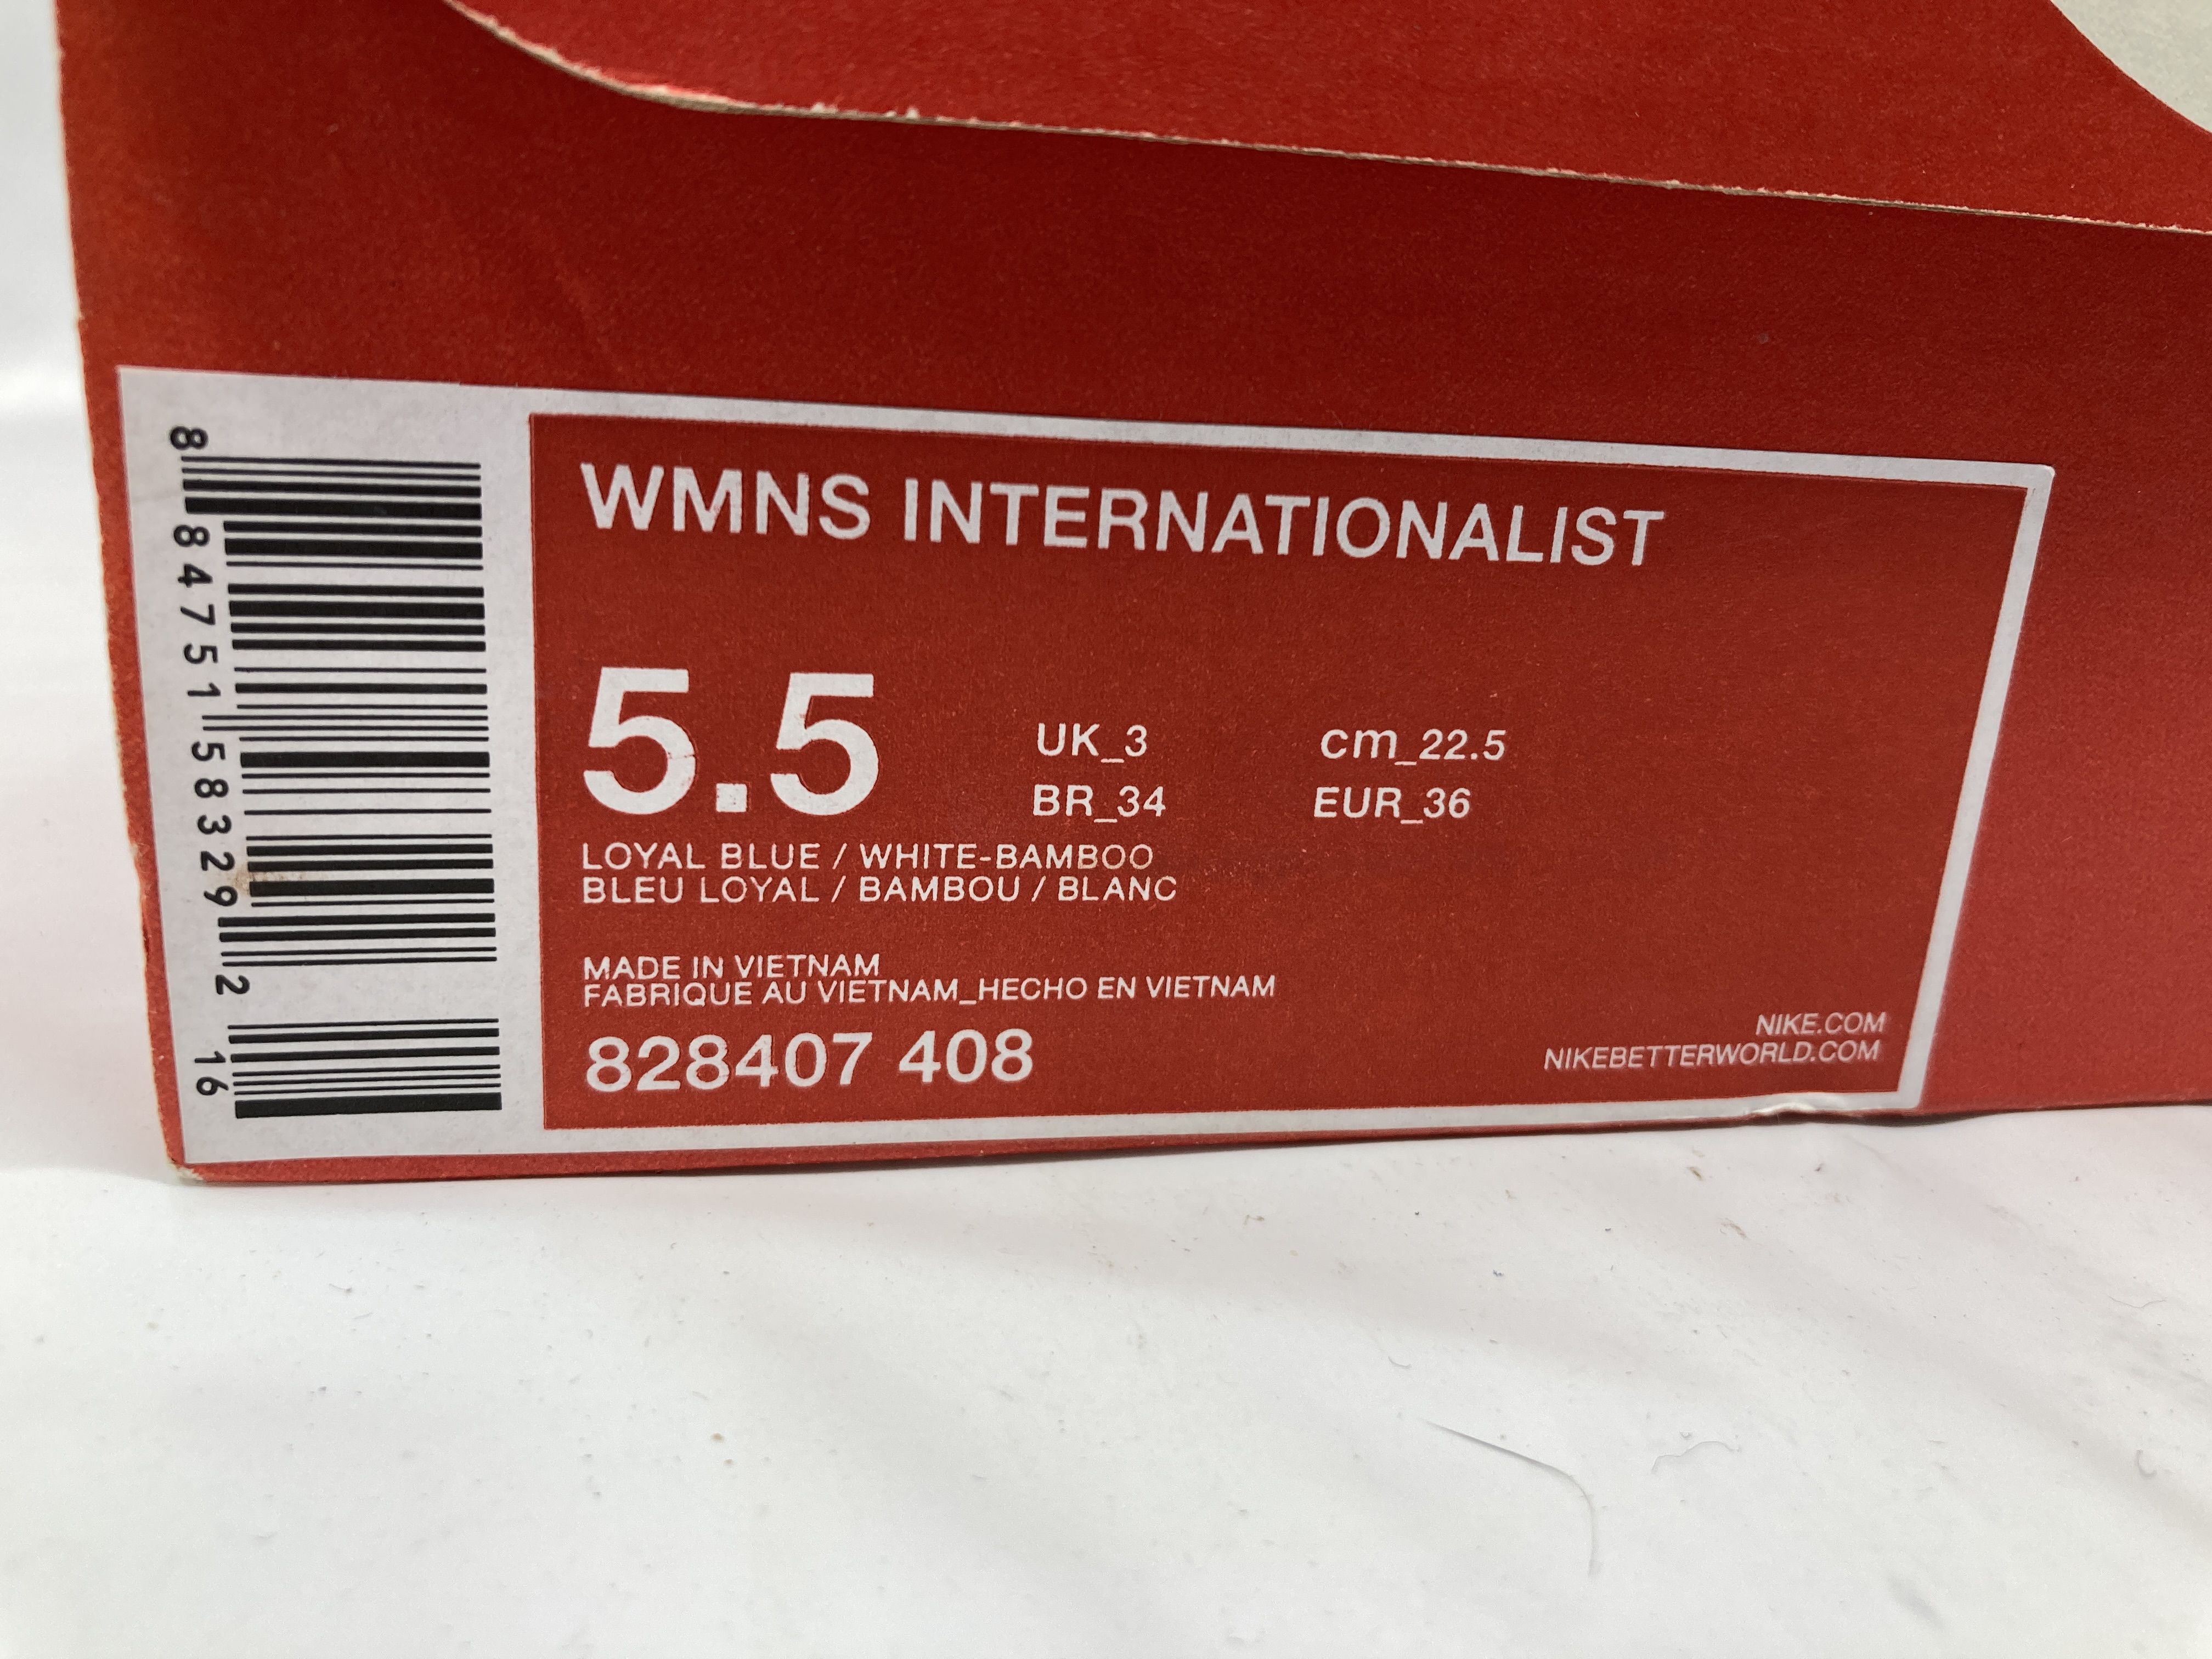 WMNS INTERNATIONALIST
5.5
UK_3 cm_22.5
BR_34 EUR_36
LOYAL BLUE / WHITE-BAMBOO
BLEU LOYAL / BAMBOU / BLANC
MADE IN VIETNAM
FABRIQUE AU VIETNAM_HECHO EN VIETNAM
828407 408
NIKE.COM
NIKEBETTERWORLD.COM
8 84751 58329 2 16